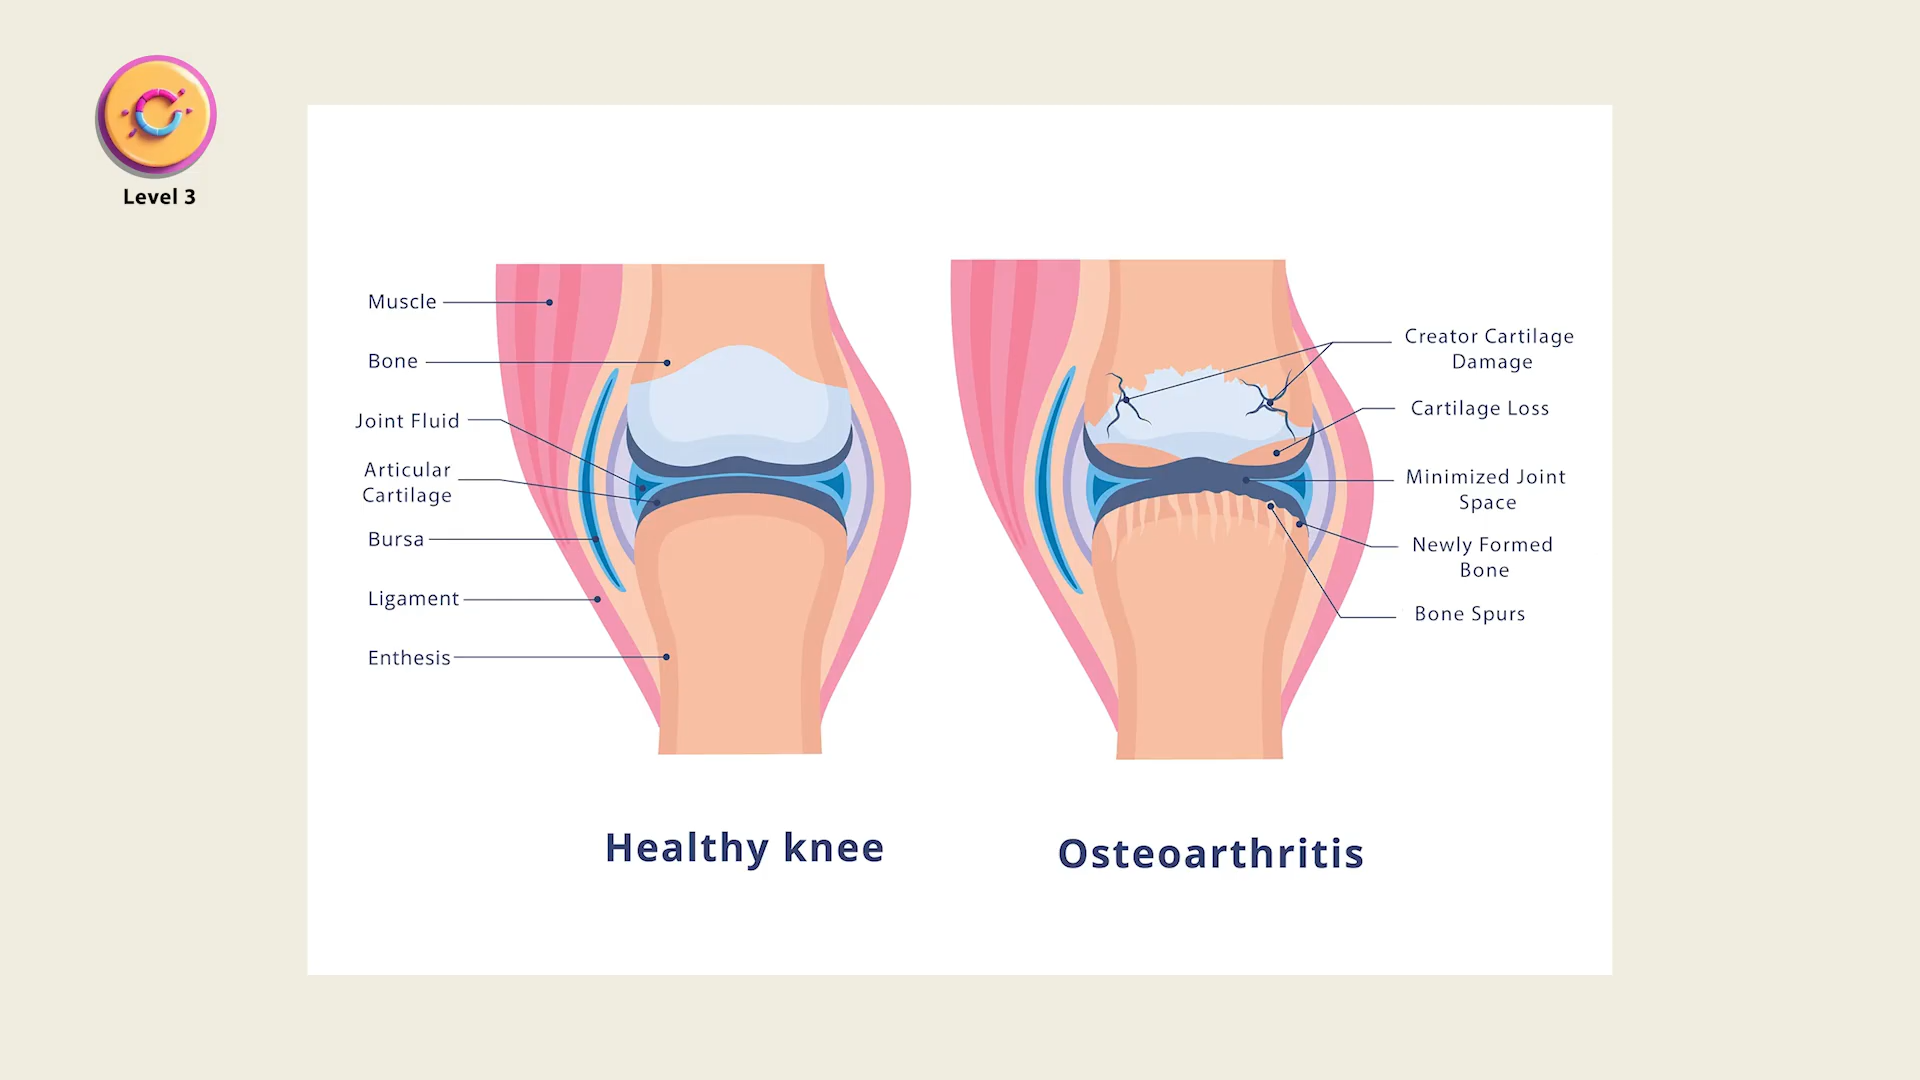 Level 3
Muscle
Bone
Joint Fluid
Articular
Cartilage
Bursa
Ligament
Enthesis
Creator Cartilage
Damage
Cartilage Loss
Minimized Joint
Space
Newly Formed
Bone
Bone Spurs
Healthy knee
Osteoarthritis